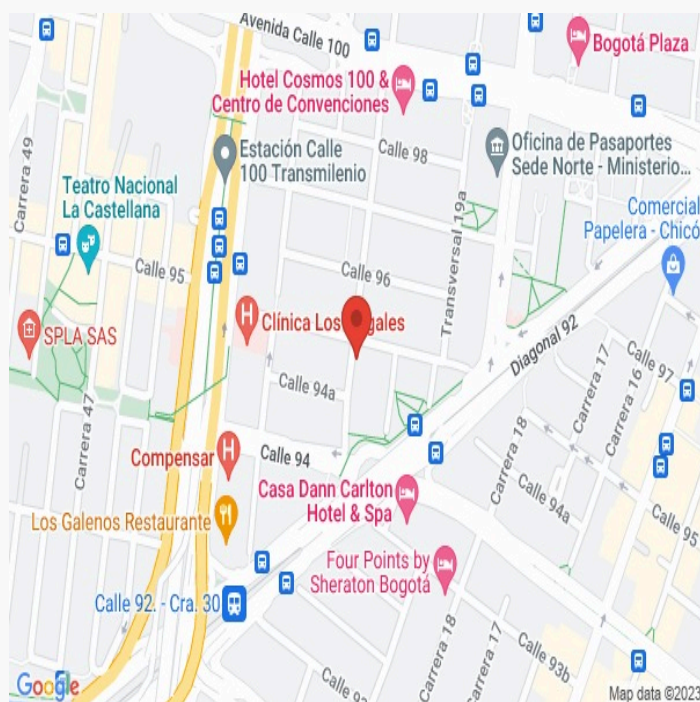 Avenida Calle 100
Bogotá Plaza
Hotel Cosmos 100 &
Centro de Convenciones
Carrera 49
Estación Calle
100 Transmilenio
Calle 98
Oficina de Pasaportes
Sede Norte - Ministerio...
Teatro Nacional
La Castellana
Transversal 19a
Comercial
Papelera - Chicó
Calle 95
Calle 96
Clínica Los
SPLA SAS
Diagonal 92
Carrera 17
Carrera 16
Calle 97
Calle 94a
Carrera 47
Compensar
Calle 94
Carrera 18
Casa Dann Carlton
Hotel & Spa
Calle 94a
Calle 95
Los Galenos Restaurante
Four Points by
Sheraton Bogotá
Calle 92. - Cra. 30
Carrera 18
Carrera 17
Calle 93b
Google
Map data ©2023